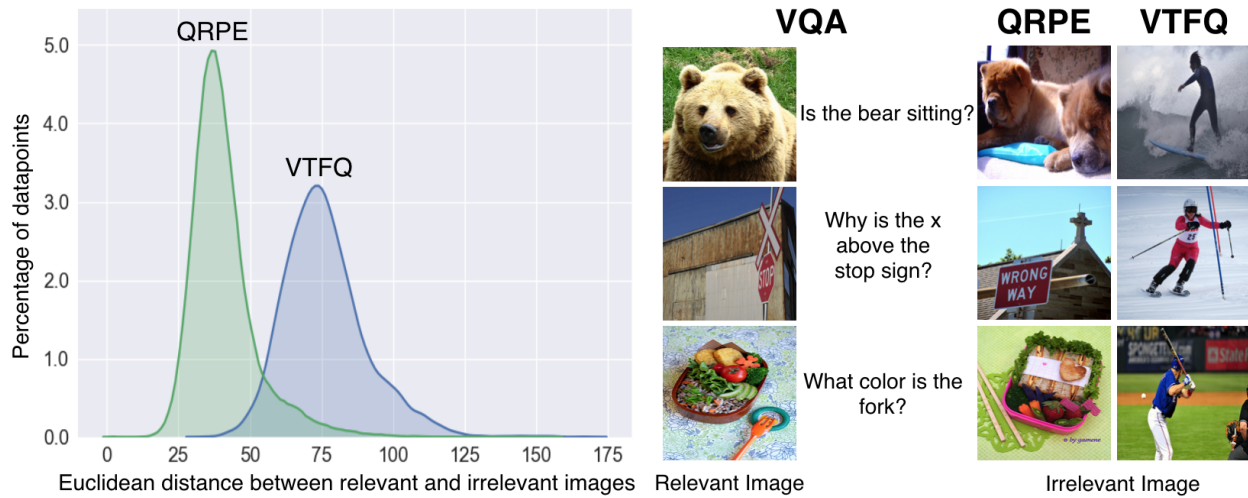 QRPE
VTFQ
5.0
4.0
3.0
2.0
1.0
0.0
Percentage of datapoints
0 25 50 75 100 125 150 175
Euclidean distance between relevant and irrelevant images
VQA
QRPE
VTFQ
Is the bear sitting?
Why is the x
above the
stop sign?
STOP
WRONG
WAY
25
What color is the
fork?
State F
Relevant Image
Irrelevant Image